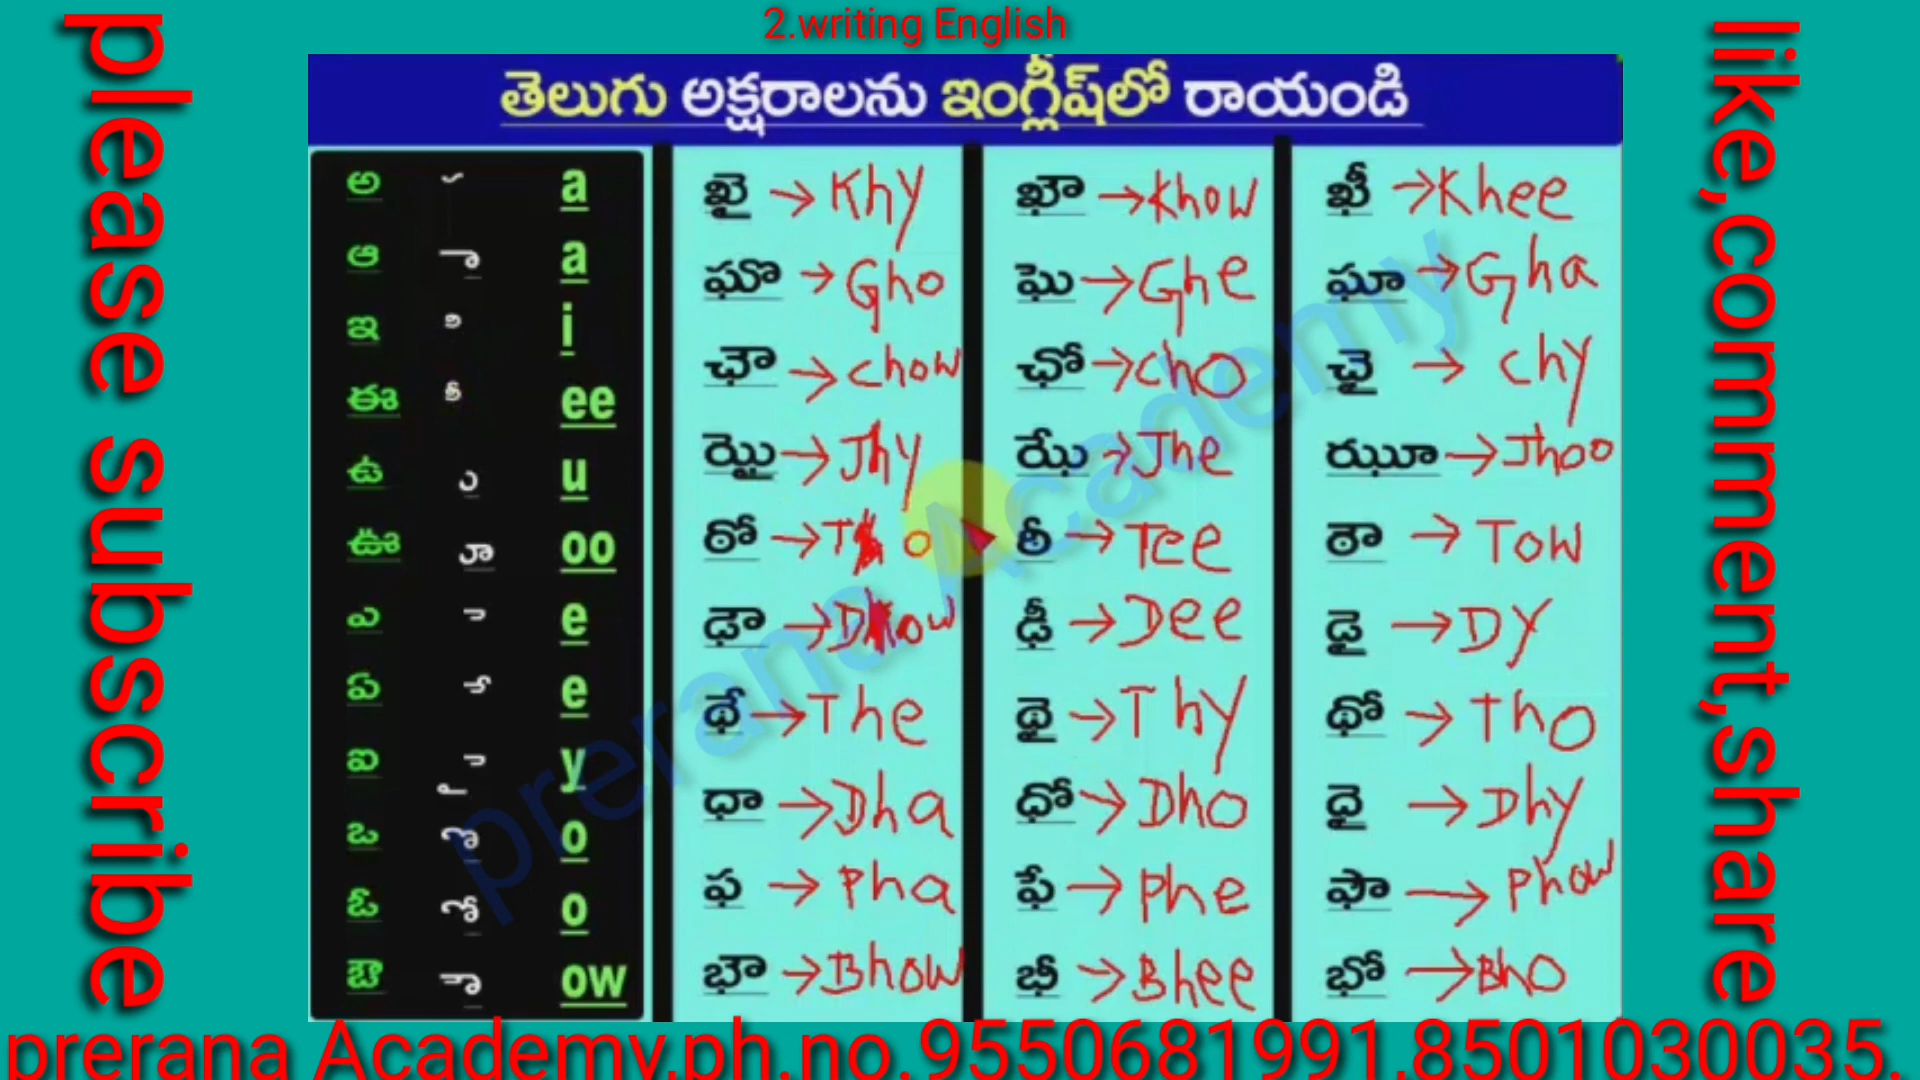 2.writing English
please subscribe
like,comment,share
తెలుగు అక్షరాలను ఇంగ్లీష్‌లో రాయండి
అ a ఖై → Khy ఖౌ → khow ఖీ → Khee
ఆ ా a ఘొ → Gho ఘె → Ghe ఘా → Gha
ఇ ి i ఛౌ → chow ఛో → cho ఛై → chy
ఈ ీ ee ఝై → Jhy ఝే → Jhe ఝూ → Jhoo
ఉ ు u ఠో → T o ఠీ → Tee ఠౌ → Tow
ఊ ూ oo ఢౌ → Dhow ఢీ → Dee ఢై → Dy
ఎ ె e థే → The థై → Thy థో → Tho
ఏ ే e ధా → Dha ధో → Dho ధై → Dhy
ఐ ై y ఫ → Pha ఫే → phe ఫౌ → phow
ఒ ొ o భౌ → Bhow భీ → Bhee భో → Bho
ఓ ో o
ఔ ౌ ow
prerana Academy
prerana Academy,ph.no.9550681991,8501030035.